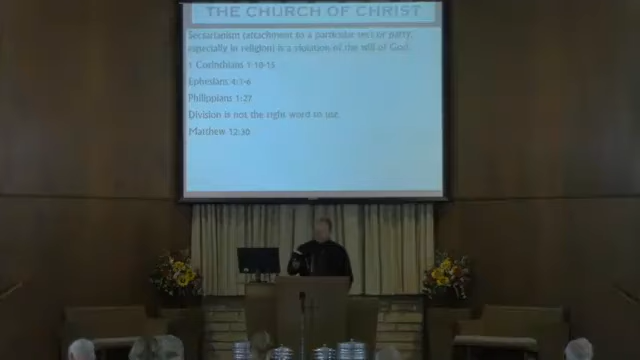 THE CHURCH OF CHRIST
Sectarianism (attachment to a particular sect or party,
especially in religion) is a violation of the will of God.
1 Corinthians 1:10-13
Ephesians 4:1-6
Philippians 1:27
Division is not the right word to use.
Matthew 12:30